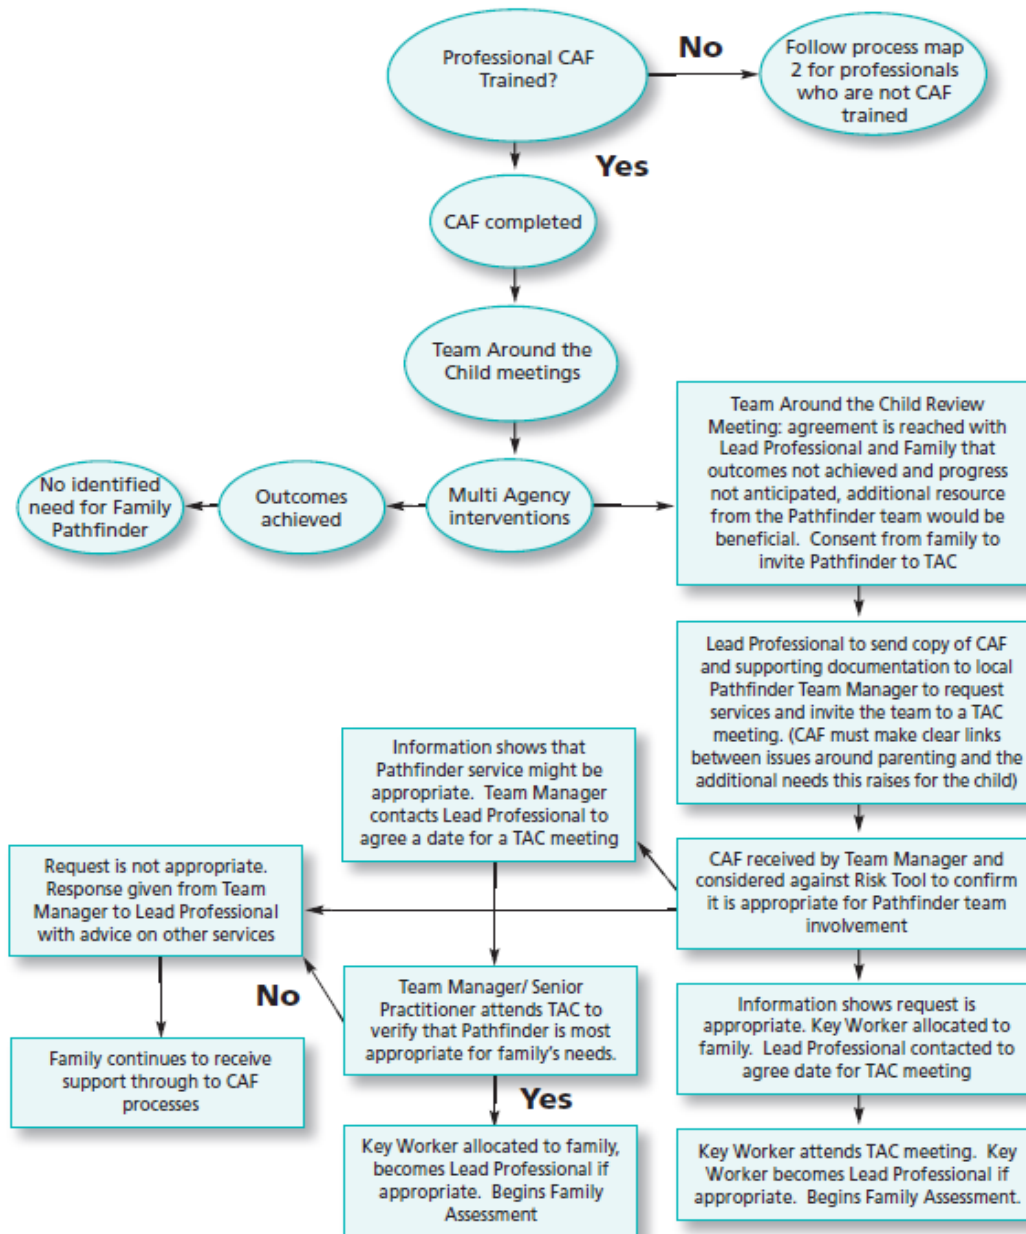 Professional CAF
Trained?
No
Follow process map
2 for professionals
who are not CAF
trained
Yes
CAF completed
Team Around the
Child meetings
No identified
need for Family
Pathfinder
Outcomes
achieved
Multi Agency
interventions
Team Around the Child Review
Meeting: agreement is reached with
Lead Professional and Family that
outcomes not achieved and progress
not anticipated, additional resource
from the Pathfinder team would be
beneficial. Consent from family to
invite Pathfinder to TAC
Lead Professional to send copy of CAF
and supporting documentation to local
Pathfinder Team Manager to request
services and invite the team to a TAC
meeting. (CAF must make clear links
between issues around parenting and the
additional needs this raises for the child)
Information shows that
Pathfinder service might be
appropriate. Team Manager
contacts Lead Professional to
agree a date for a TAC meeting
Request is not appropriate.
Response given from Team
Manager to Lead Professional
with advice on other services
CAF received by Team Manager and
considered against Risk Tool to confirm
it is appropriate for Pathfinder team
involvement
No
Team Manager/ Senior
Practitioner attends TAC to
verify that Pathfinder is most
appropriate for family's needs.
Information shows request is
appropriate. Key Worker allocated to
family. Lead Professional contacted to
agree date for TAC meeting
Family continues to receive
support through to CAF
processes
Yes
Key Worker allocated to family,
becomes Lead Professional if
appropriate. Begins Family
Assessment
Key Worker attends TAC meeting. Key
Worker becomes Lead Professional if
appropriate. Begins Family Assessment.